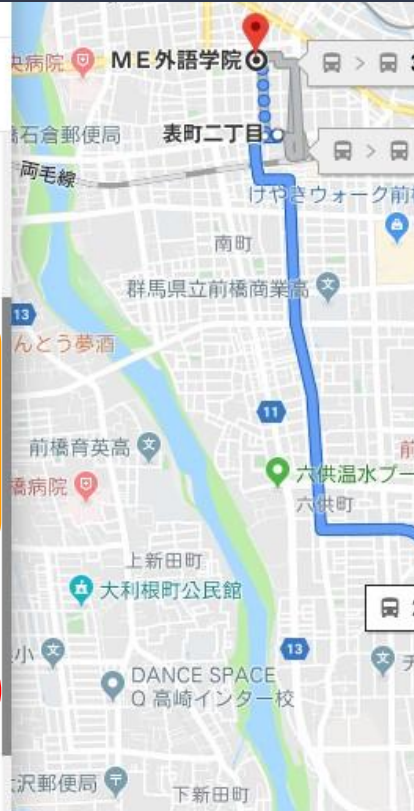 央病院
ME外語学院
橋石倉郵便局
表町二丁目
両毛線
けやきウォーク前橋
南町
群馬県立前橋商業高
13
んとう夢酒
11
前橋育英高
橋病院
六供温水プー
六供町
前
上新田町
大利根町公民館
小
13
DANCE SPACE
Q 高崎インター校
沢郵便局
下新田町